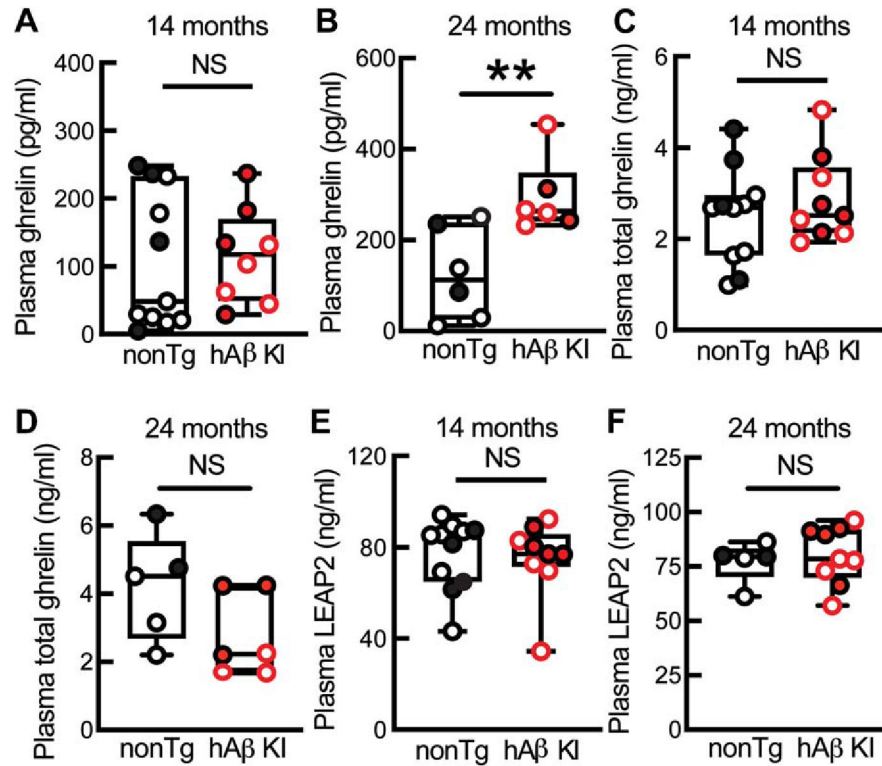 A
14 months
NS
Plasma ghrelin (pg/ml)
400
300
200
100
0
nonTg hAβ KI
B
24 months
**
Plasma ghrelin (pg/ml)
600
400
200
0
nonTg hAβ KI
C
14 months
NS
Plasma total ghrelin (ng/ml)
6
4
2
0
nonTg hAβ KI
D
24 months
NS
Plasma total ghrelin (ng/ml)
8
6
4
2
0
nonTg hAβ KI
E
14 months
NS
Plasma LEAP2 (ng/ml)
120
80
40
0
nonTg hAβ KI
F
24 months
NS
Plasma LEAP2 (ng/ml)
125
100
75
25
0
nonTg hAβ KI